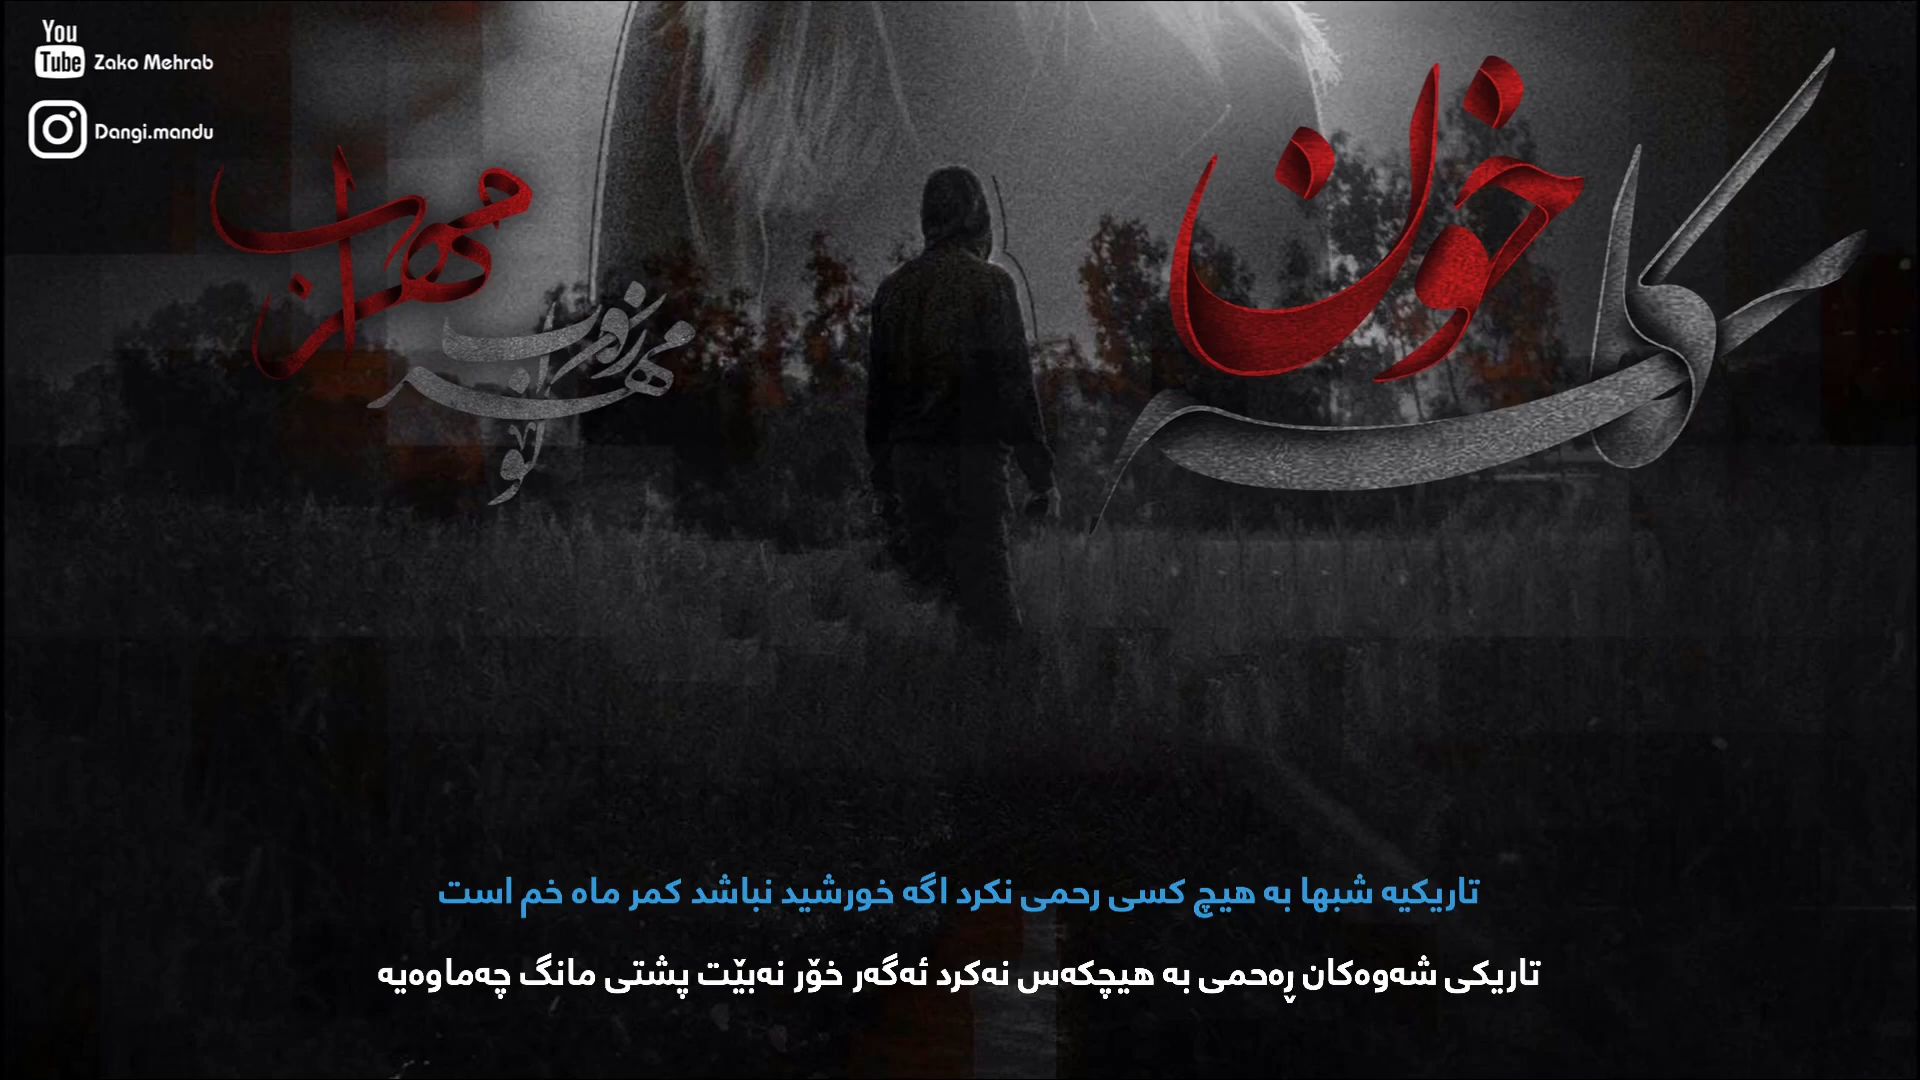 You
Tube Zako Mehrab
Dangi.mandu
مهراب
خون
تاریکیه شبها به هیچ کسی رحمی نکرد اگه خورشید نباشد کمر ماه خم است
تاریکی شەوەکان ڕەحمی بە هیچکەس نەکرد ئەگەر خۆر نەبێت پشتی مانگ چەماوەیە